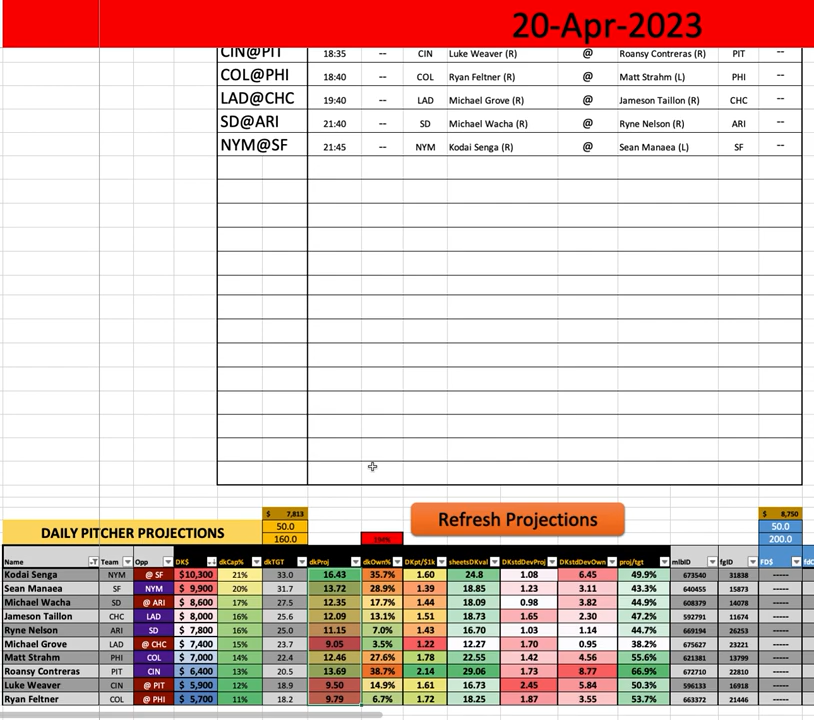 20-Apr-2023
CIN@PIT 18:35 -- CIN Luke Weaver (R) @ Roansy Contreras (R) PIT --
COL@PHI 18:40 -- COL Ryan Feltner (R) @ Matt Strahm (L) PHI --
LAD@CHC 19:40 -- LAD Michael Grove (R) @ Jameson Taillon (R) CHC --
SD@ARI 21:40 -- SD Michael Wacha (R) @ Ryne Nelson (R) ARI --
NYM@SF 21:45 -- NYM Kodai Senga (R) @ Sean Manaea (L) SF --
$ 7,813 $ 8,750
DAILY PITCHER PROJECTIONS 50.0 Refresh Projections 50.0
160.0 200.0
Name Team Opp DK$ dkCap% dkTGT dkProj dkOwn% DKpt/$1k sheetsDKval DKstdDevProj DKstdDevOwn proj/tgt mlbID fgID FD$
Kodai Senga NYM @ SF $10,300 21% 33.0 16.43 35.7% 1.60 24.8 1.08 6.45 49.9% 673540 31838 -----
Sean Manaea SF NYM $ 9,900 20% 31.7 13.72 28.9% 1.39 18.85 1.23 3.11 43.3% 640455 15873 -----
Michael Wacha SD @ ARI $ 8,600 17% 27.5 12.35 17.7% 1.44 18.09 0.98 3.82 44.9% 608379 14078 -----
Jameson Taillon CHC LAD $ 8,000 16% 25.6 12.09 13.1% 1.51 18.73 1.65 2.30 47.2% 592791 11674 -----
Ryne Nelson ARI SD $ 7,800 16% 25.0 11.15 7.0% 1.43 16.70 1.03 1.14 44.7% 669194 26253 -----
Michael Grove LAD @ CHC $ 7,400 15% 23.7 9.05 3.5% 1.22 12.27 1.70 0.95 38.2% 675627 23221 -----
Matt Strahm PHI COL $ 7,000 14% 22.4 12.46 27.6% 1.78 22.55 1.42 4.56 55.6% 621381 13799 -----
Roansy Contreras PIT CIN $ 6,400 13% 20.5 13.69 38.7% 2.14 29.06 1.73 8.77 66.9% 672710 22810 -----
Luke Weaver CIN @ PIT $ 5,900 12% 18.9 9.50 14.9% 1.61 16.73 2.45 5.84 50.3% 596133 16918 -----
Ryan Feltner COL @ PHI $ 5,700 11% 18.2 9.79 6.7% 1.72 18.25 1.87 3.55 53.7% 663372 21446 -----